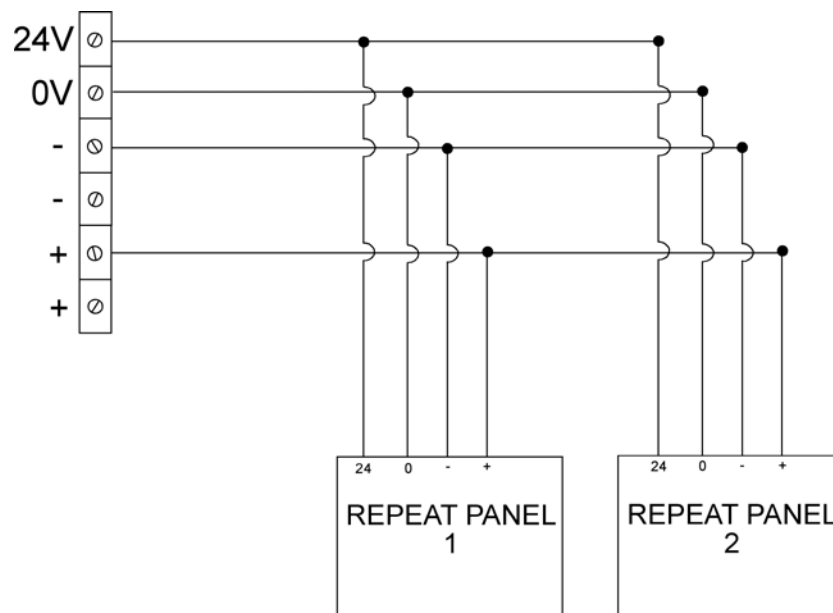 24V
0V
-
-
+
+
24 0 - +
REPEAT PANEL
1
24 0 - +
REPEAT PANEL
2